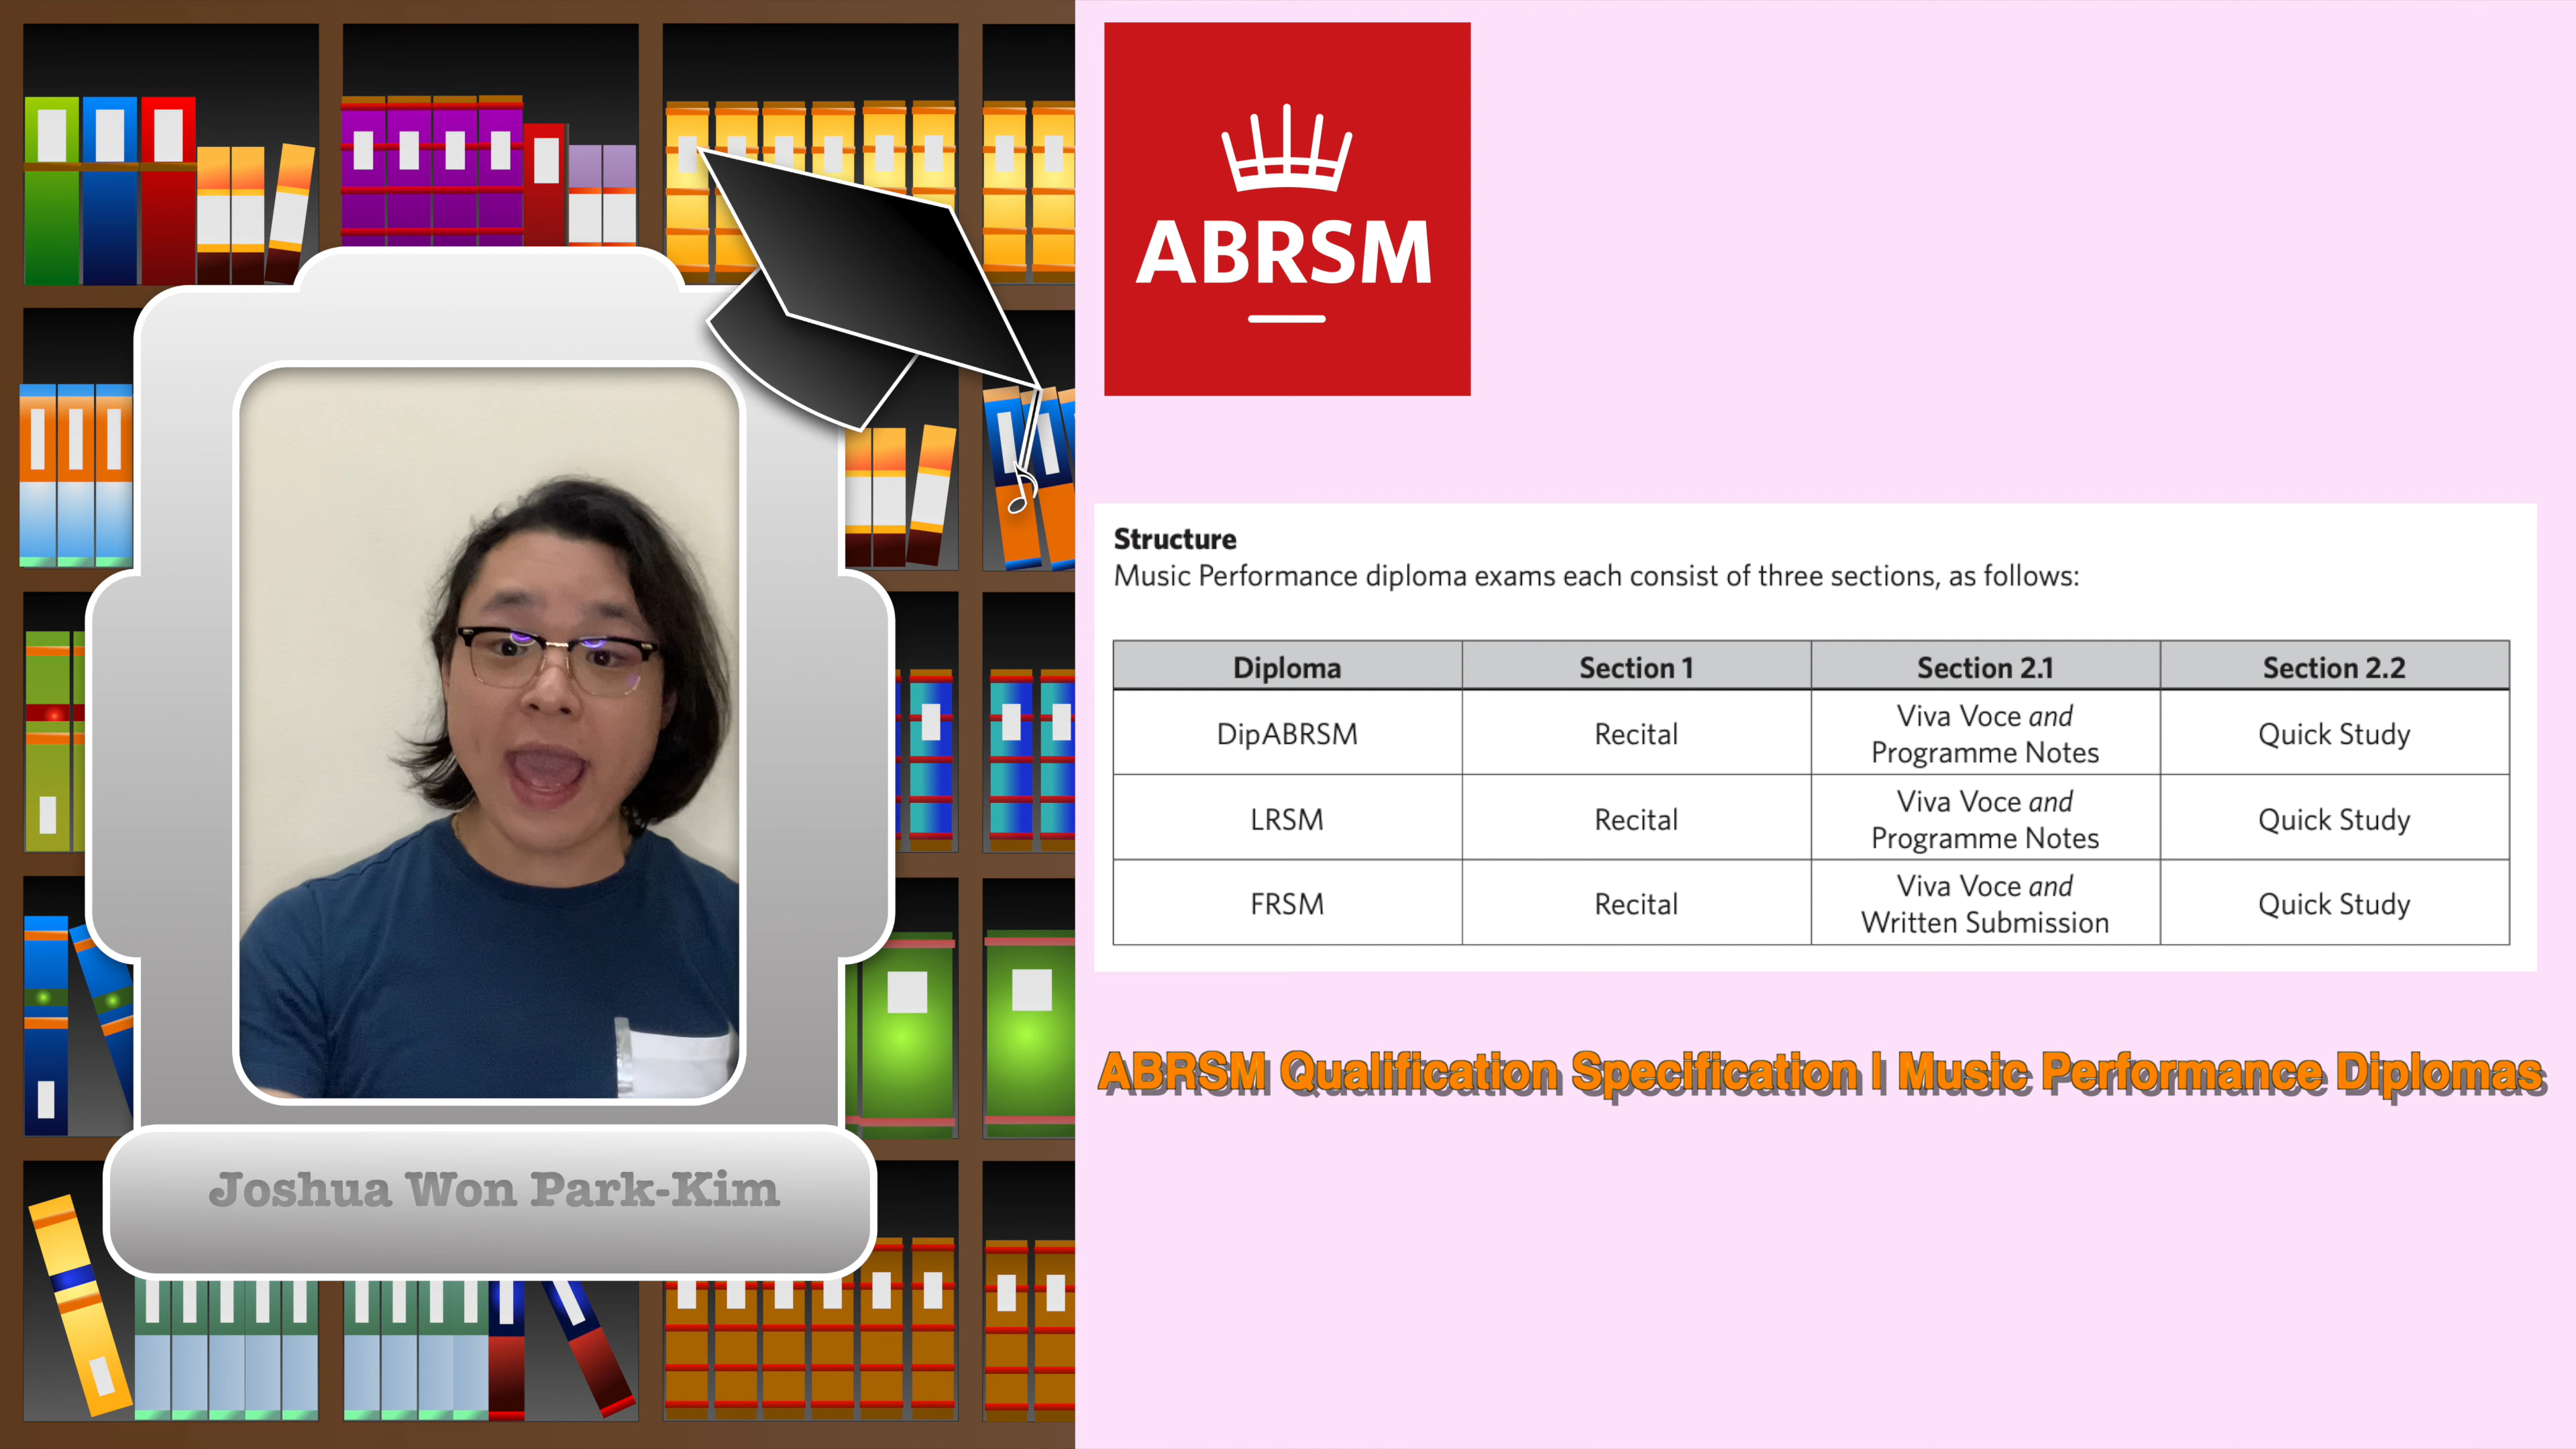 ABRSM
Structure
Music Performance diploma exams each consist of three sections, as follows:
Diploma Section 1 Section 2.1 Section 2.2
DipABRSM Recital Viva Voce and Programme Notes Quick Study
LRSM Recital Viva Voce and Programme Notes Quick Study
FRSM Recital Viva Voce and Written Submission Quick Study
ABRSM Qualification Specification | Music Performance Diplomas
Joshua Won Park-Kim